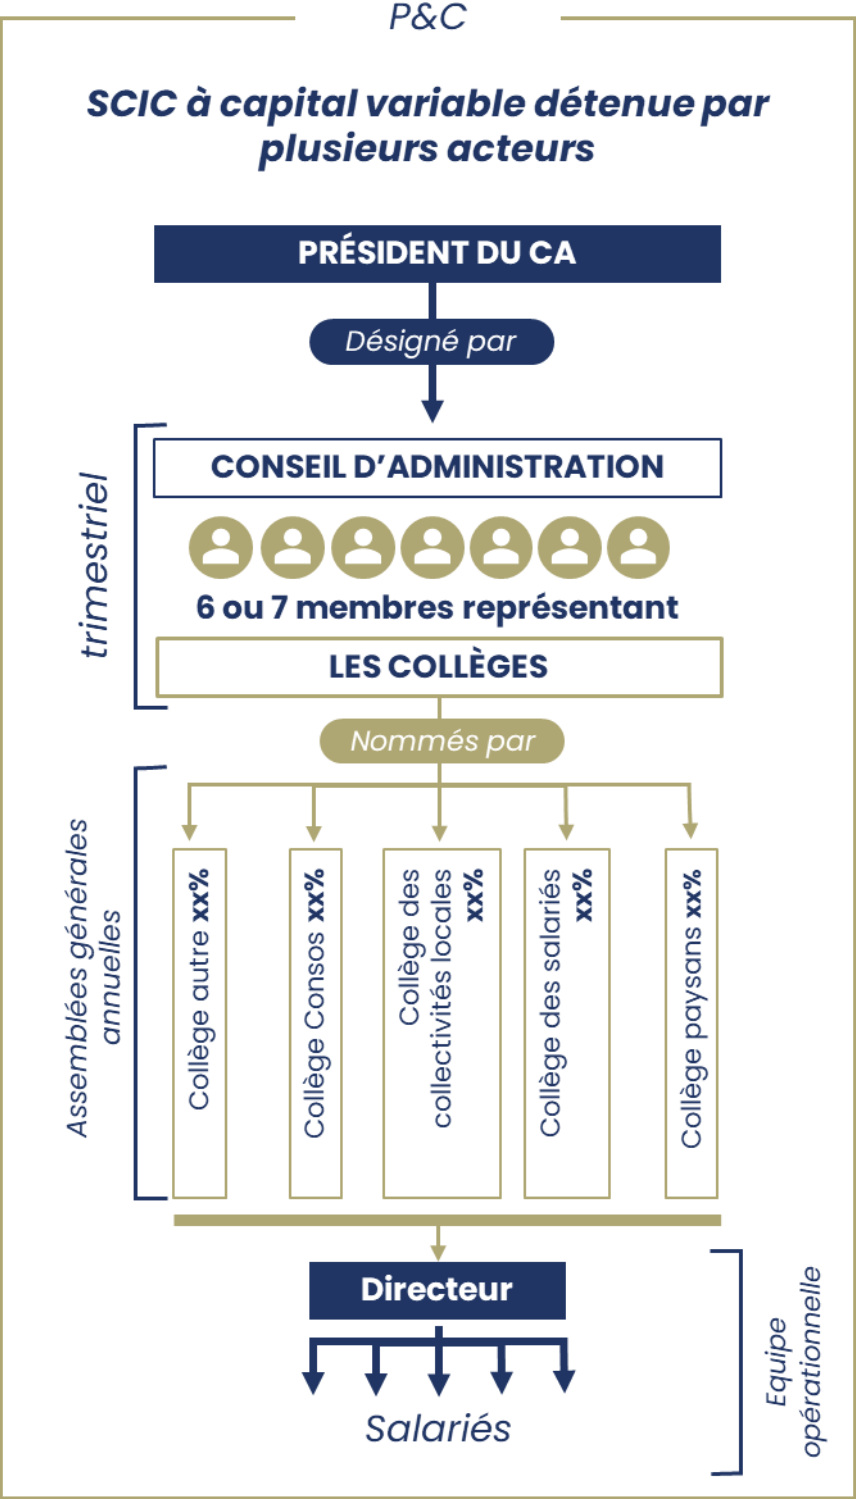 P&C
SCIC à capital variable détenue par
plusieurs acteurs
PRÉSIDENT DU CA
Désigné par
trimestriel
CONSEIL D'ADMINISTRATION
6 ou 7 membres représentant
LES COLLÈGES
Nommés par
Assemblées générales
annuelles
Collège autre xx%
Collège Consos xx%
Collège des
collectivités locales
xx%
Collège des salariés
xx%
Collège paysans xx%
Directeur
Salariés
Equipe
opérationnelle